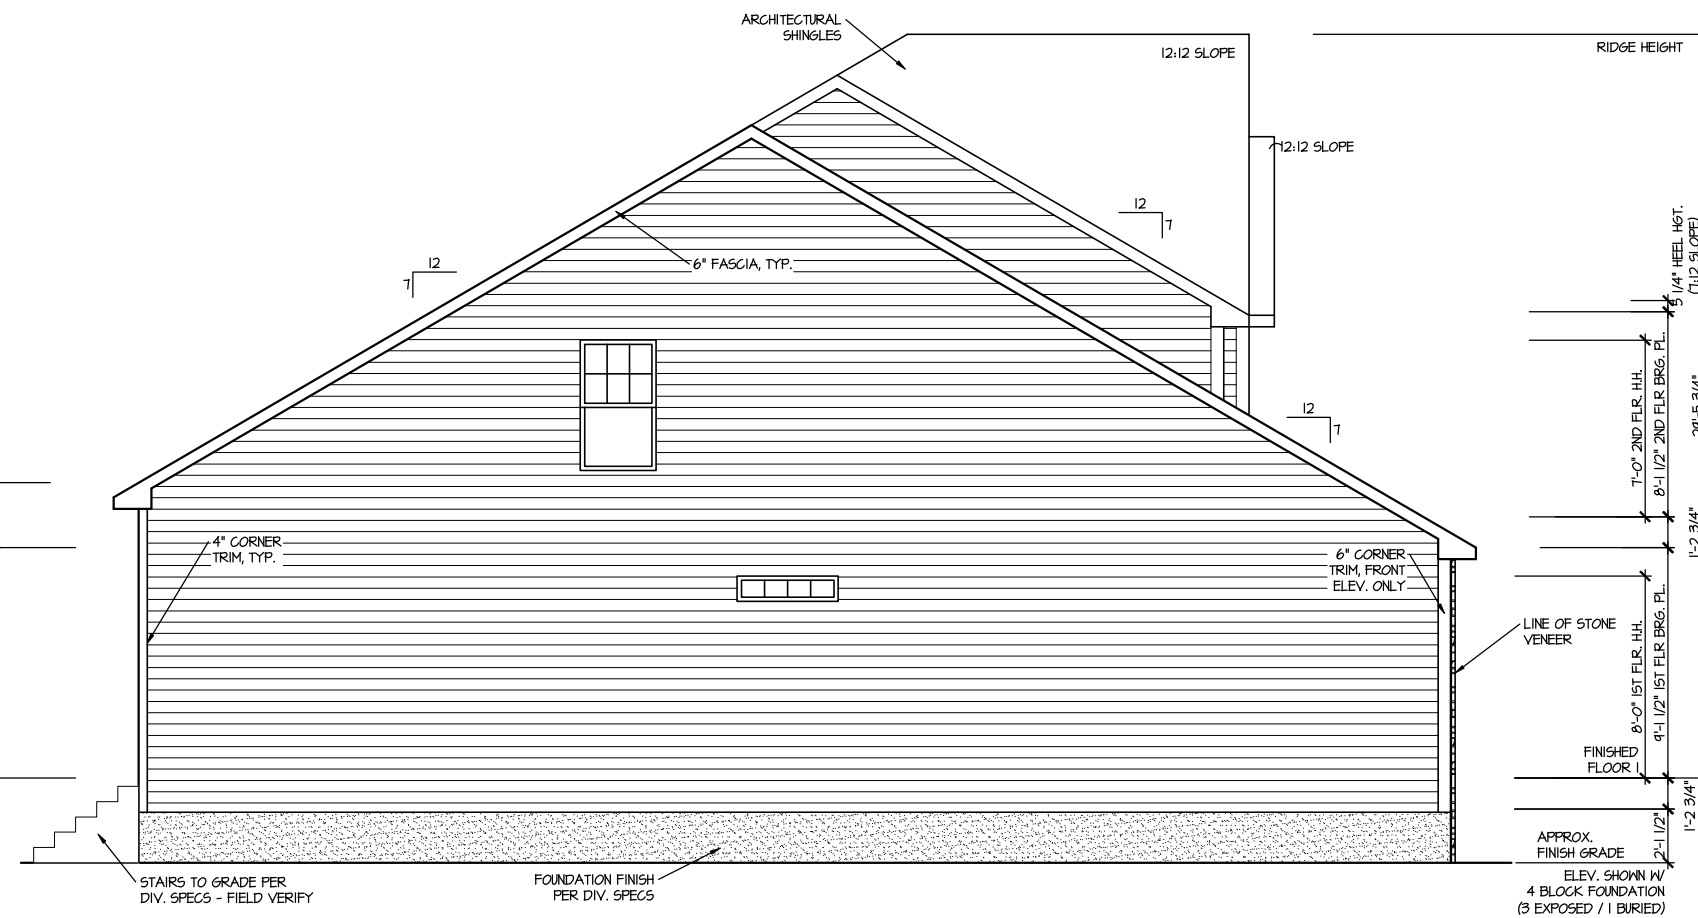 ARCHITECTURAL
SHINGLES
12:12 SLOPE
RIDGE HEIGHT
12:12 SLOPE
12
7
6" FASCIA, TYP.
12
7
12
7
5 1/4" HEEL HGT.
(7:12 SLOPE)
7'-0" 2ND FLR. H.H.
8'-1 1/2" 2ND FLR BRG. PL.
29'-5 3/4"
1'-2 3/4"
4" CORNER
TRIM, TYP.
6" CORNER
TRIM, FRONT
ELEV. ONLY
LINE OF STONE
VENEER
8'-0" 1ST FLR. H.H.
9'-1 1/2" 1ST FLR BRG. PL.
FINISHED
FLOOR 1
1'-2 3/4"
2'-1 1/2"
APPROX.
FINISH GRADE
STAIRS TO GRADE PER
DIV. SPECS - FIELD VERIFY
FOUNDATION FINISH
PER DIV. SPECS
ELEV. SHOWN W/
4 BLOCK FOUNDATION
(3 EXPOSED / 1 BURIED)